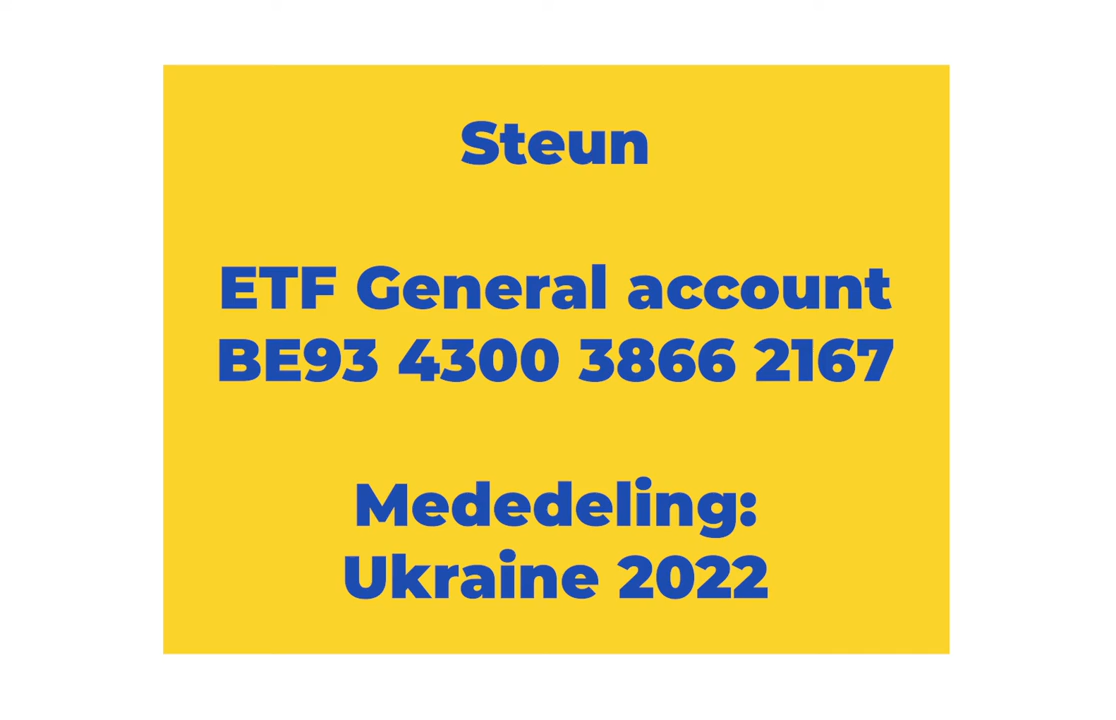 Steun
ETF General account
BE93 4300 3866 2167
Mededeling:
Ukraine 2022